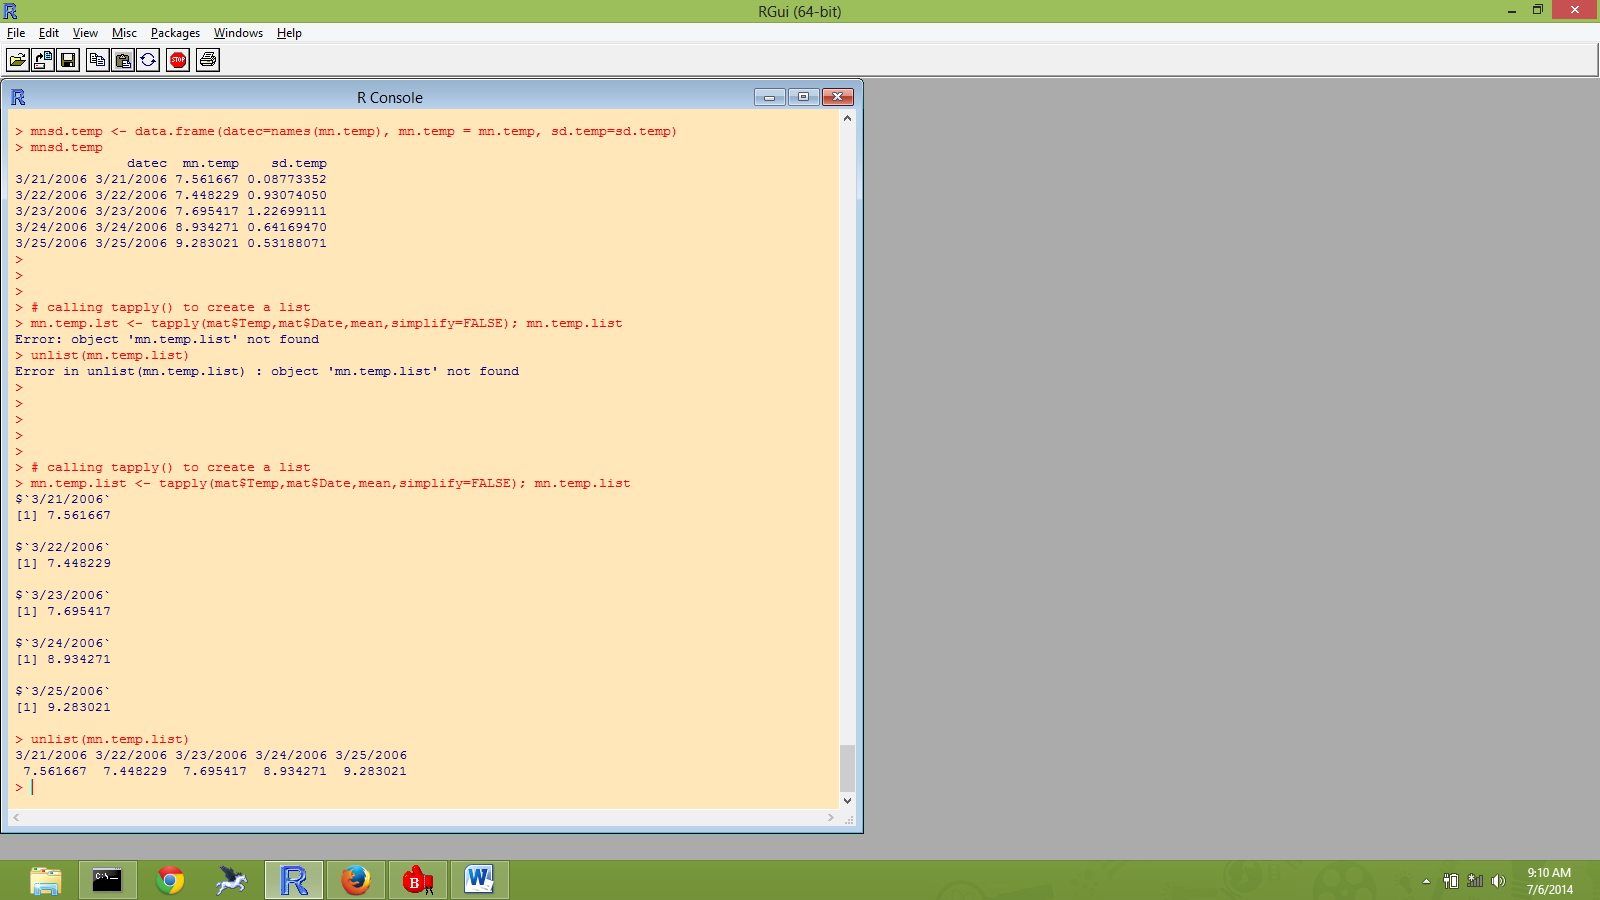 RGui (64-bit)
File Edit View Misc Packages Windows Help
STOP
R Console
> mnsd.temp <- data.frame(datec=names(mn.temp), mn.temp = mn.temp, sd.temp=sd.temp)
> mnsd.temp
              datec  mn.temp    sd.temp
3/21/2006 3/21/2006 7.561667 0.08773352
3/22/2006 3/22/2006 7.448229 0.93074050
3/23/2006 3/23/2006 7.695417 1.22699111
3/24/2006 3/24/2006 8.934271 0.64169470
3/25/2006 3/25/2006 9.283021 0.53188071
>
>
>
> # calling tapply() to create a list
> mn.temp.lst <- tapply(mat$Temp,mat$Date,mean,simplify=FALSE); mn.temp.list
Error: object 'mn.temp.list' not found
> unlist(mn.temp.list)
Error in unlist(mn.temp.list) : object 'mn.temp.list' not found
>
>
>
>
>
> # calling tapply() to create a list
> mn.temp.list <- tapply(mat$Temp,mat$Date,mean,simplify=FALSE); mn.temp.list
$`3/21/2006`
[1] 7.561667

$`3/22/2006`
[1] 7.448229

$`3/23/2006`
[1] 7.695417

$`3/24/2006`
[1] 8.934271

$`3/25/2006`
[1] 9.283021

> unlist(mn.temp.list)
3/21/2006 3/22/2006 3/23/2006 3/24/2006 3/25/2006
 7.561667  7.448229  7.695417  8.934271  9.283021
>
C:\_
R
B
W
9:10 AM
7/6/2014